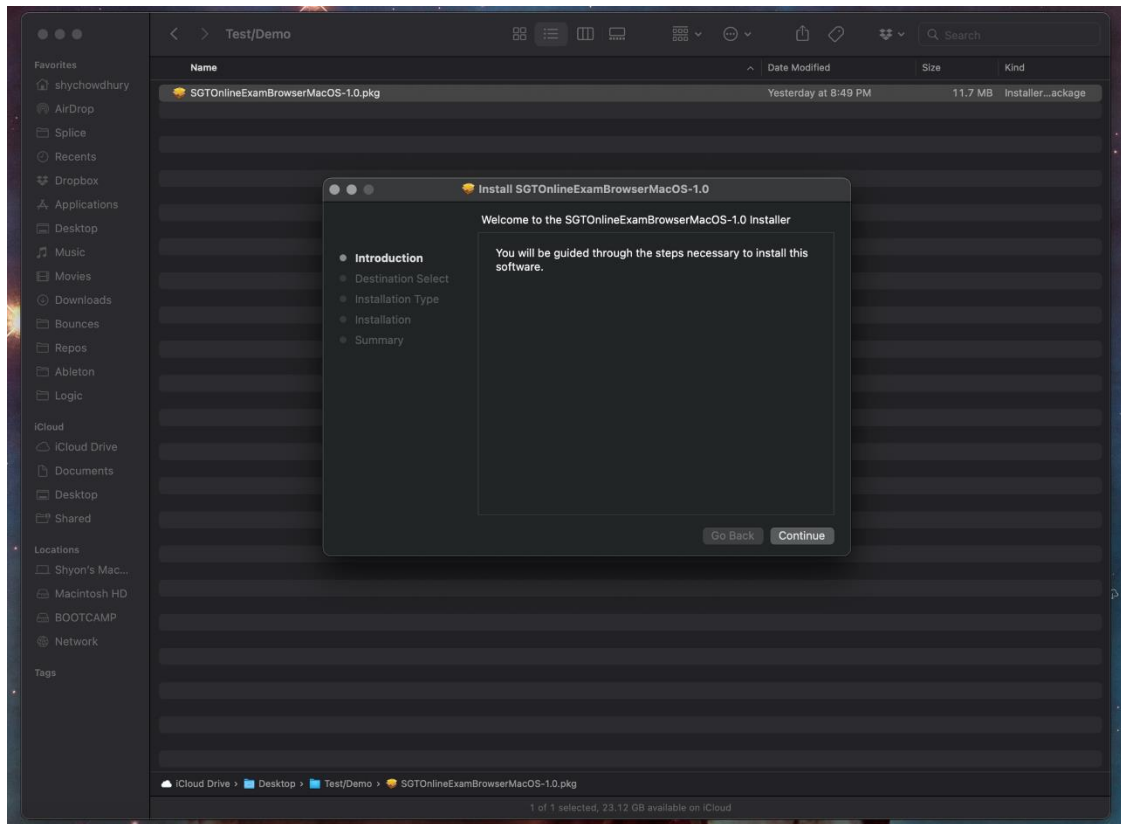 Test/Demo
Search
Favorites
shychowdhury
AirDrop
Splice
Recents
Dropbox
Applications
Desktop
Music
Movies
Downloads
Bounces
Repos
Ableton
Logic
iCloud
iCloud Drive
Documents
Desktop
Shared
Locations
Shyon's Mac...
Macintosh HD
BOOTCAMP
Network
Tags
Name Date Modified Size Kind
SGTOnlineExamBrowserMacOS-1.0.pkg Yesterday at 8:49 PM 11.7 MB Installer...ackage
Install SGTOnlineExamBrowserMacOS-1.0
Welcome to the SGTOnlineExamBrowserMacOS-1.0 Installer
Introduction
Destination Select
Installation Type
Installation
Summary
You will be guided through the steps necessary to install this
software.
Go Back Continue
iCloud Drive › Desktop › Test/Demo › SGTOnlineExamBrowserMacOS-1.0.pkg
1 of 1 selected, 23.12 GB available on iCloud